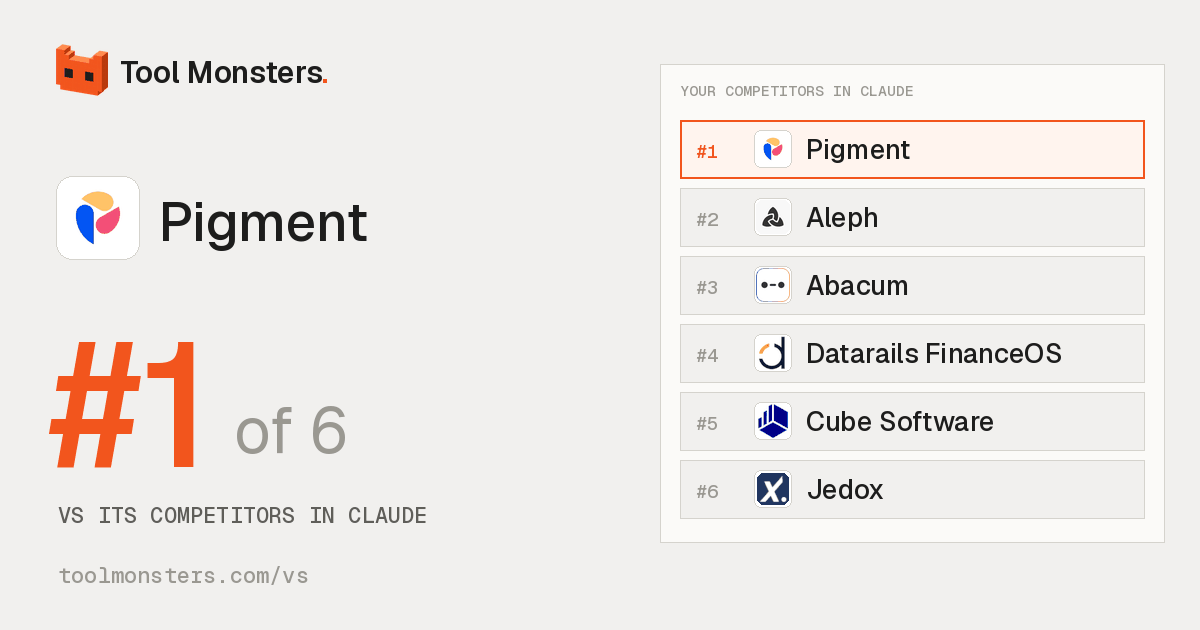 Tool Monsters.
Pigment
#1 of 6
VS ITS COMPETITORS IN CLAUDE
toolmonsters.com/vs
YOUR COMPETITORS IN CLAUDE
#1 Pigment
#2 Aleph
#3 Abacum
#4 Datarails FinanceOS
#5 Cube Software
#6 Jedox